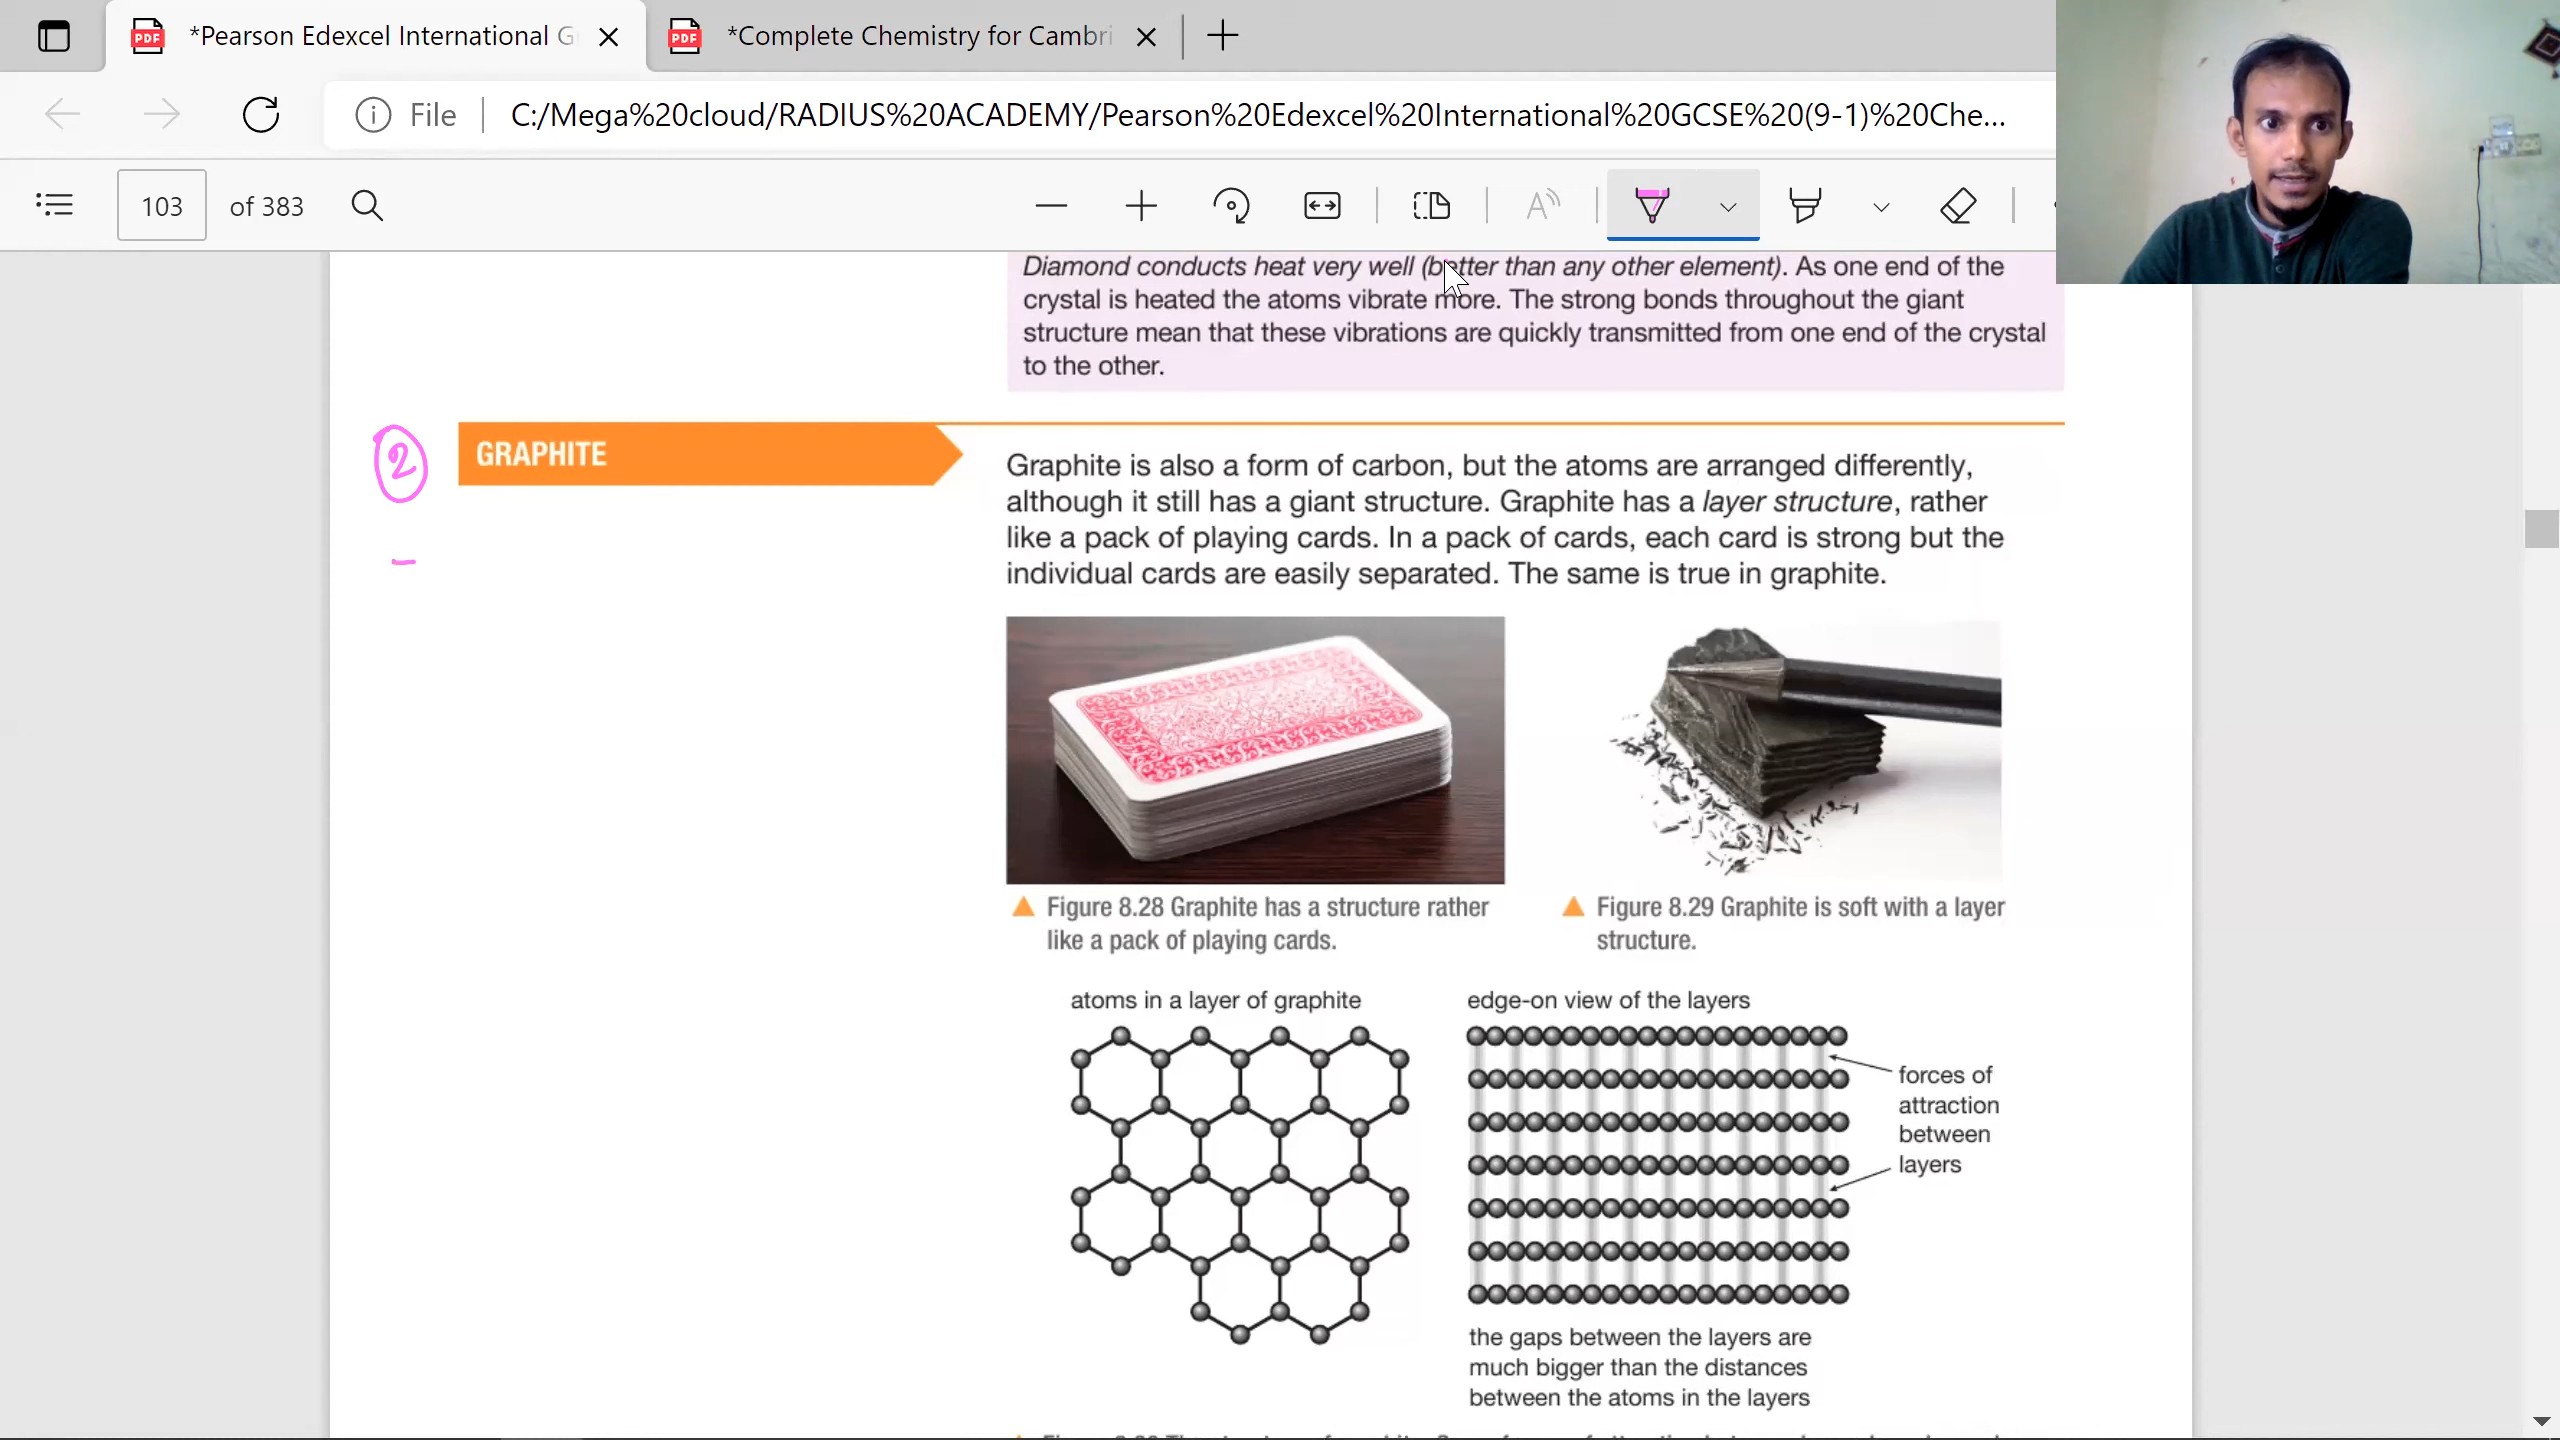 *Pearson Edexcel International G
*Complete Chemistry for Cambri
File
C:/Mega%20cloud/RADIUS%20ACADEMY/Pearson%20Edexcel%20International%20GCSE%20(9-1)%20Che...
103
of 383
Diamond conducts heat very well (better than any other element). As one end of the
crystal is heated the atoms vibrate more. The strong bonds throughout the giant
structure mean that these vibrations are quickly transmitted from one end of the crystal
to the other.
2
GRAPHITE
Graphite is also a form of carbon, but the atoms are arranged differently,
although it still has a giant structure. Graphite has a layer structure, rather
like a pack of playing cards. In a pack of cards, each card is strong but the
individual cards are easily separated. The same is true in graphite.
Figure 8.28 Graphite has a structure rather
like a pack of playing cards.
Figure 8.29 Graphite is soft with a layer
structure.
atoms in a layer of graphite
edge-on view of the layers
forces of
attraction
between
layers
the gaps between the layers are
much bigger than the distances
between the atoms in the layers